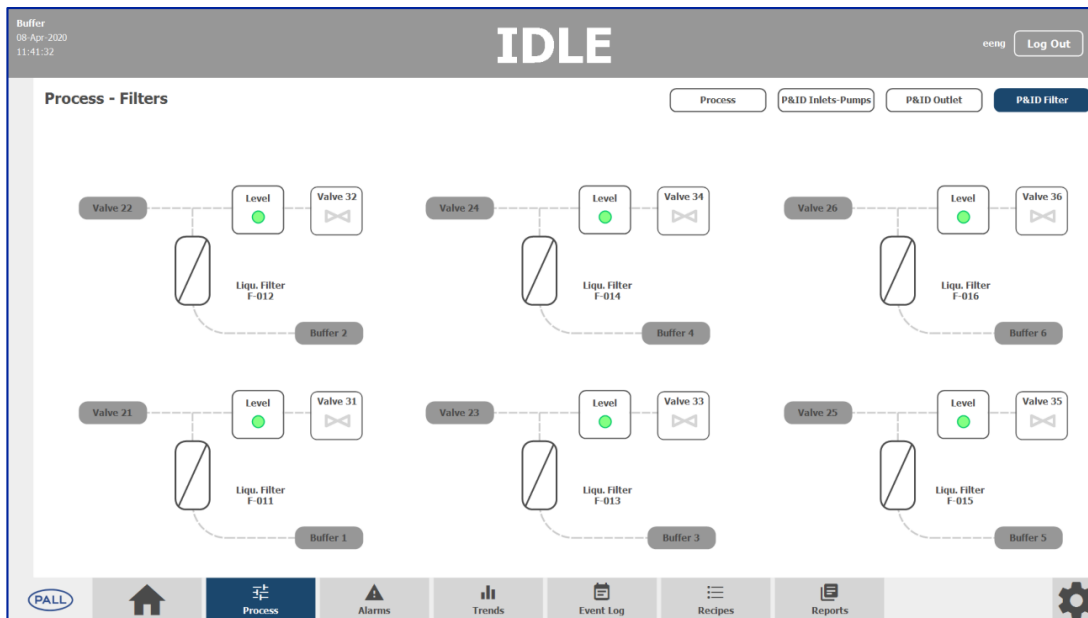 Buffer
08-Apr-2020
11:41:32
IDLE
eeng
Log Out
Process - Filters
Process
P&ID Inlets-Pumps
P&ID Outlet
P&ID Filter
Valve 22
Level
Valve 32
Liqu. Filter
F-012
Buffer 2
Valve 24
Level
Valve 34
Liqu. Filter
F-014
Buffer 4
Valve 26
Level
Valve 36
Liqu. Filter
F-016
Buffer 6
Valve 21
Level
Valve 31
Liqu. Filter
F-011
Buffer 1
Valve 23
Level
Valve 33
Liqu. Filter
F-013
Buffer 3
Valve 25
Level
Valve 35
Liqu. Filter
F-015
Buffer 5
PALL
Process
Alarms
Trends
Event Log
Recipes
Reports